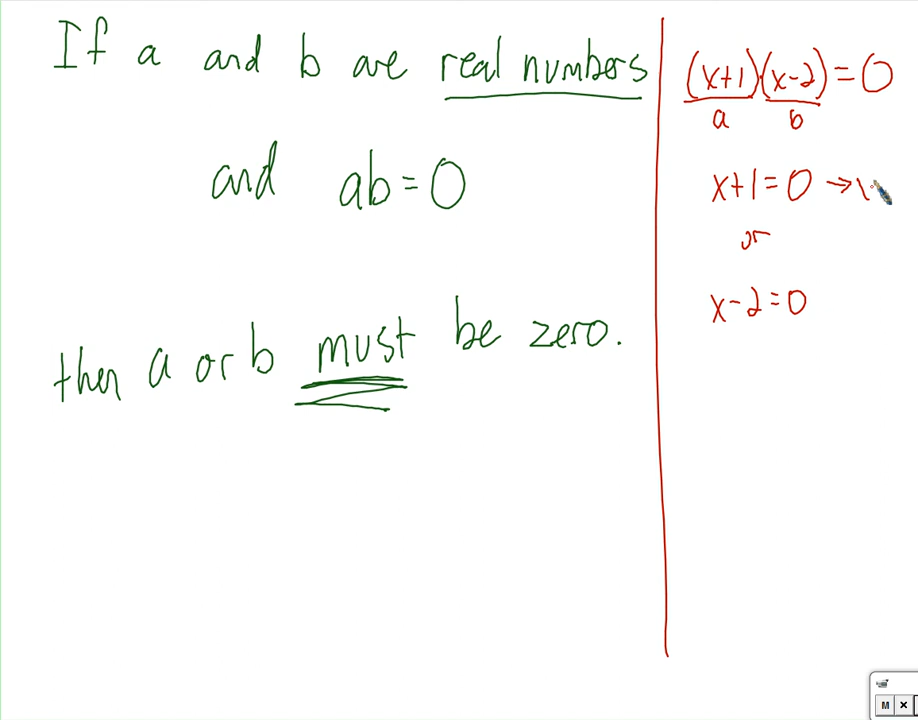 If a and b are real numbers
and ab=0
then a or b must be zero.
(x+1)(x-2)=0
a b
x+1=0 →
or
x-2=0
M